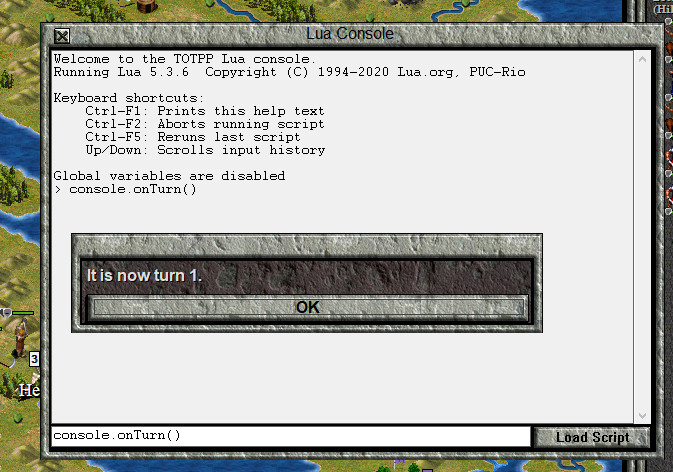 (Hil
Lua Console
Welcome to the TOTPP Lua console.
Running Lua 5.3.6  Copyright (C) 1994-2020 Lua.org, PUC-Rio
Keyboard shortcuts:
Ctrl-F1: Prints this help text
Ctrl-F2: Aborts running script
Ctrl-F5: Reruns last script
Up/Down: Scrolls input history
Global variables are disabled
> console.onTurn()
It is now turn 1.
OK
3
He
console.onTurn()
Load Script